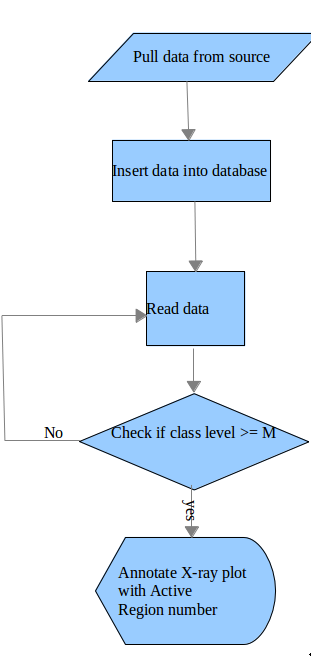 Pull data from source
Insert data into database
Read data
No
Check if class level >= M
yes
Annotate X-ray plot
with Active
Region number